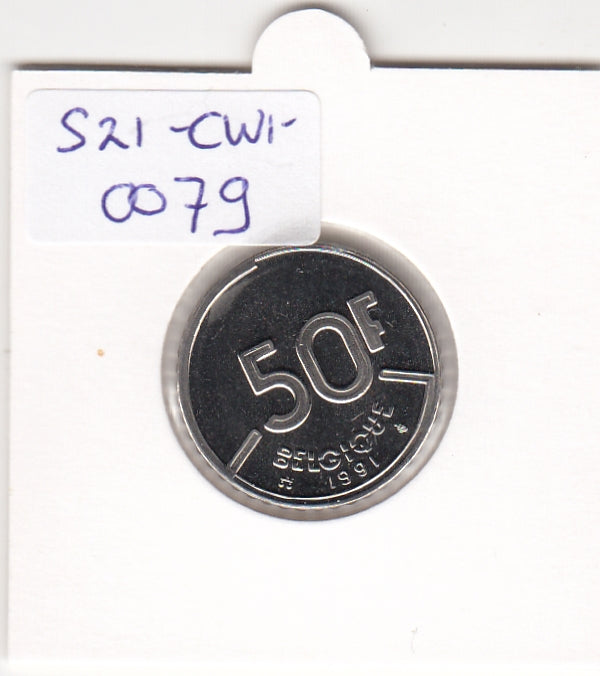 S21-CW1-
0079
50F
BELGIQUE
1991